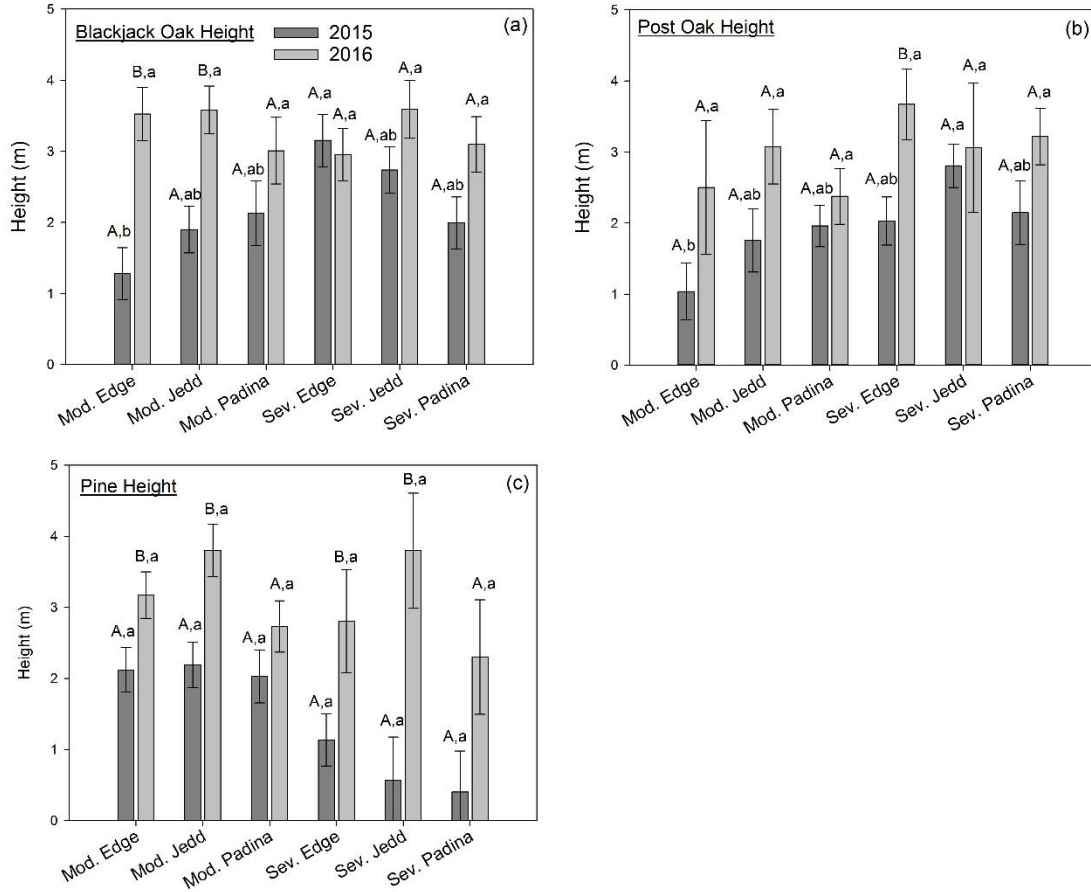 Blackjack Oak Height
2015
2016
(a)
Height (m)
5
4
3
2
1
0
A,b
B,a
A,ab
B,a
A,ab
A,a
A,a
A,a
A,ab
A,a
A,ab
A,a
Mod. Edge
Mod. Jedd
Mod. Padina
Sev. Edge
Sev. Jedd
Sev. Padina
Post Oak Height
(b)
Height (m)
5
4
3
2
1
0
A,b
A,a
A,ab
A,a
A,ab
A,a
A,ab
B,a
A,a
A,a
A,ab
A,a
Mod. Edge
Mod. Jedd
Mod. Padina
Sev. Edge
Sev. Jedd
Sev. Padina
Pine Height
(c)
Height (m)
5
4
3
2
1
0
A,a
B,a
A,a
B,a
A,a
A,a
A,a
B,a
A,a
B,a
A,a
A,a
Mod. Edge
Mod. Jedd
Mod. Padina
Sev. Edge
Sev. Jedd
Sev. Padina